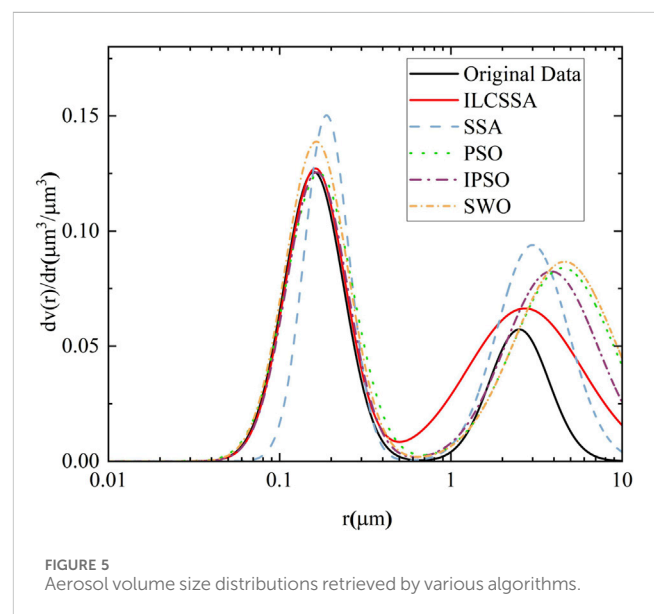 Original Data
ILCSSA
SSA
PSO
IPSO
SWO
0.15
0.10
0.05
0.00
dv(r)/dr(μm³/μm³)
0.01
0.1
1
10
r(μm)
FIGURE 5
Aerosol volume size distributions retrieved by various algorithms.